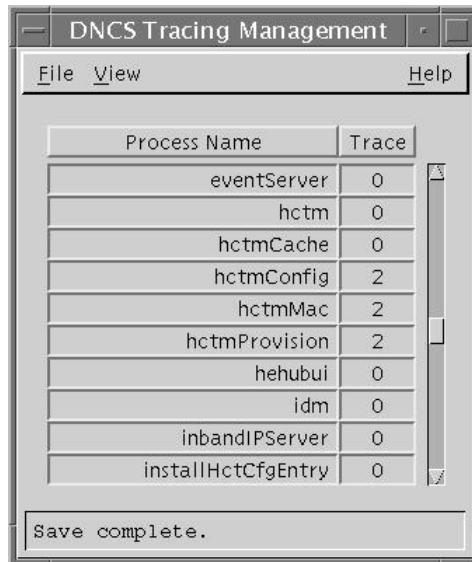 DNCS Tracing Management
File View Help
Process Name Trace
eventServer 0
hctm 0
hctmCache 0
hctmConfig 2
hctmMac 2
hctmProvision 2
hehubui 0
idm 0
inbandIPServer 0
installHctCfgEntry 0
Save complete.